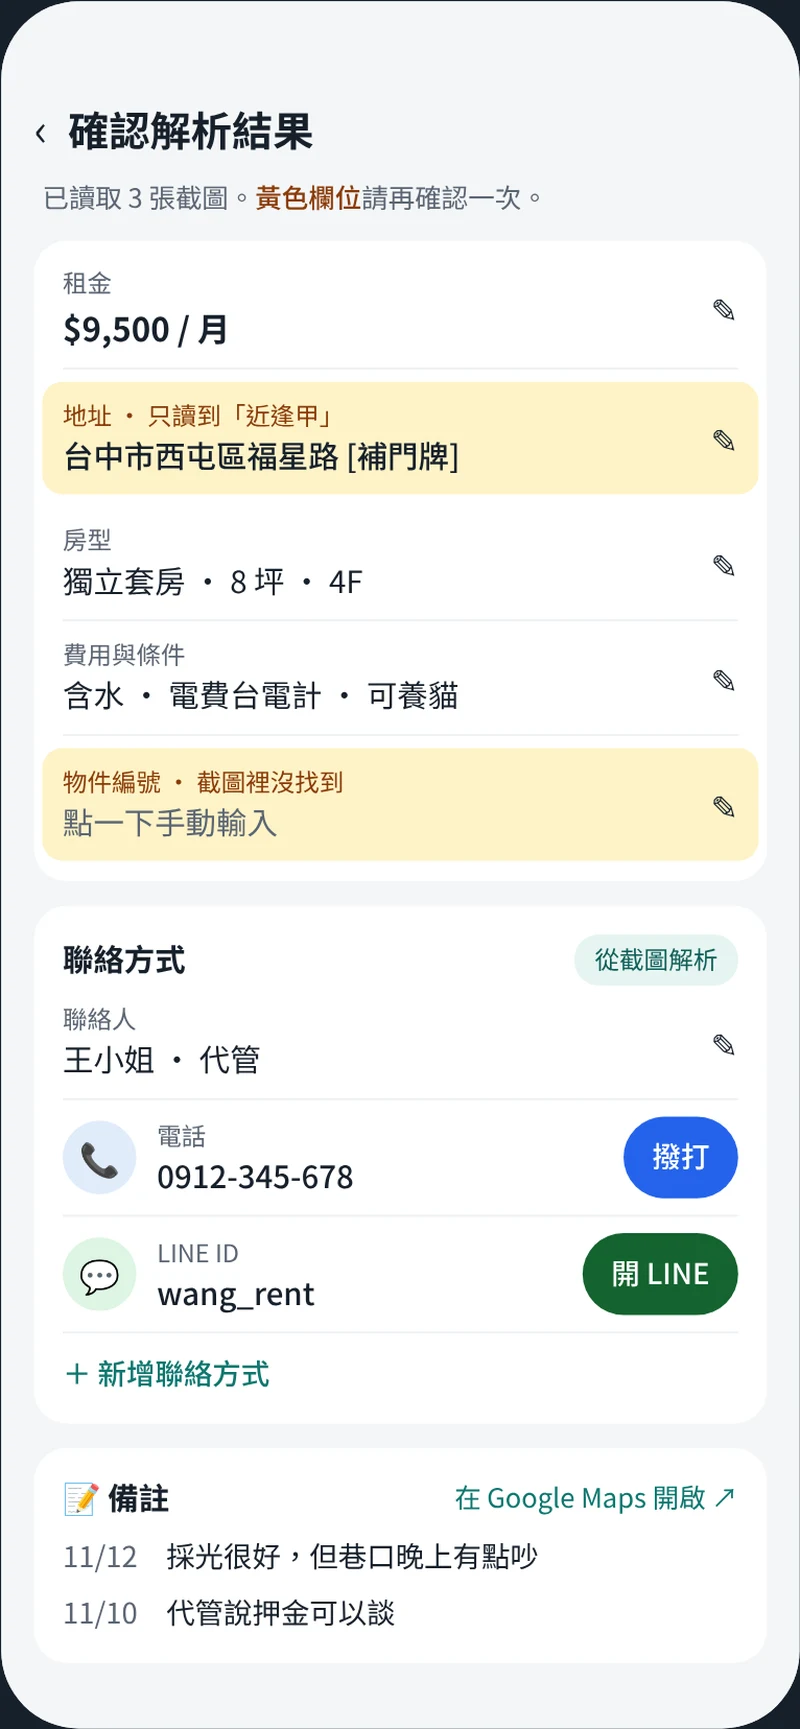 ‹ 確認解析結果
已讀取 3 張截圖。黃色欄位請再確認一次。
租金
$9,500 / 月
地址 · 只讀到「近逢甲」
台中市西屯區福星路 [補門牌]
房型
獨立套房 · 8 坪 · 4F
費用與條件
含水 · 電費台電計 · 可養貓
物件編號 · 截圖裡沒找到
點一下手動輸入
聯絡方式
從截圖解析
聯絡人
王小姐 · 代管
電話
0912-345-678
撥打
LINE ID
wang_rent
開 LINE
＋ 新增聯絡方式
備註
在 Google Maps 開啟 ↗
11/12 採光很好，但巷口晚上有點吵
11/10 代管說押金可以談